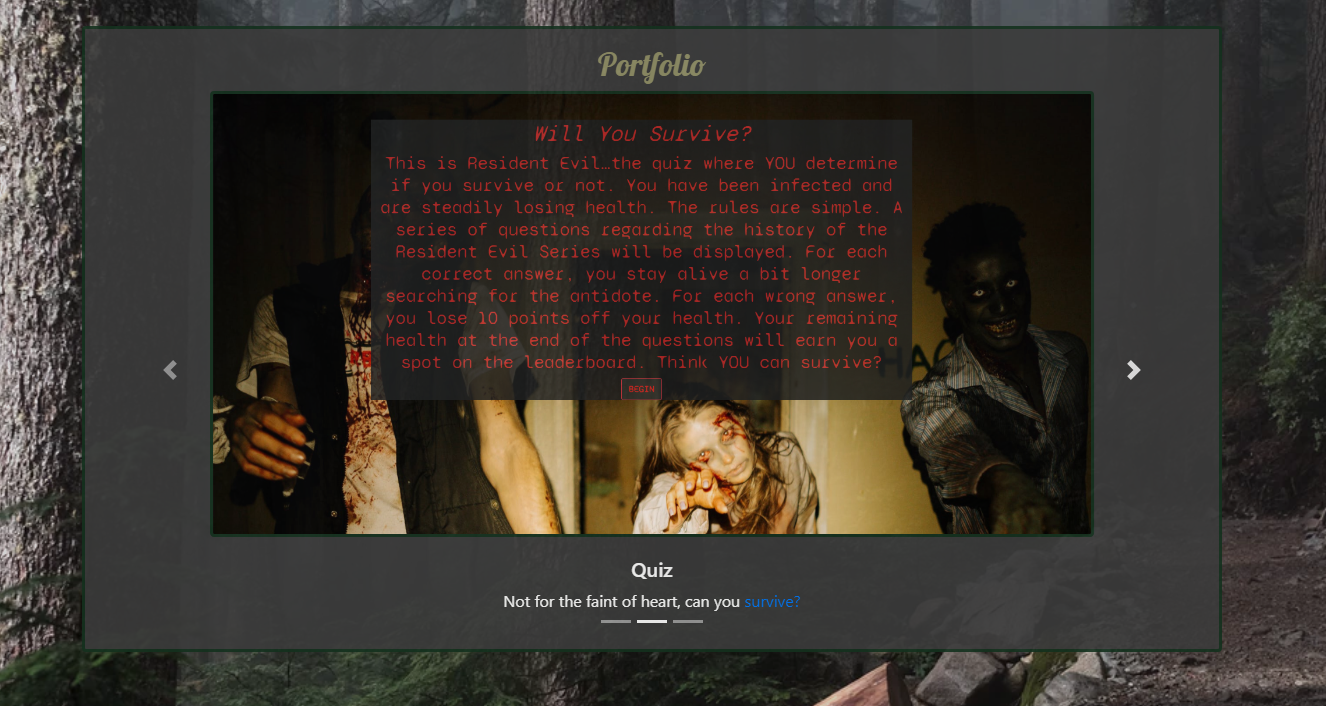 Portfolio
Will You Survive?
This is Resident Evil…the quiz where YOU determine
if you survive or not. You have been infected and
are steadily losing health. The rules are simple. A
series of questions regarding the history of the
Resident Evil Series will be displayed. For each
correct answer, you stay alive a bit longer
searching for the antidote. For each wrong answer,
you lose 10 points off your health. Your remaining
health at the end of the questions will earn you a
spot on the leaderboard. Think YOU can survive?
BEGIN
Quiz
Not for the faint of heart, can you survive?